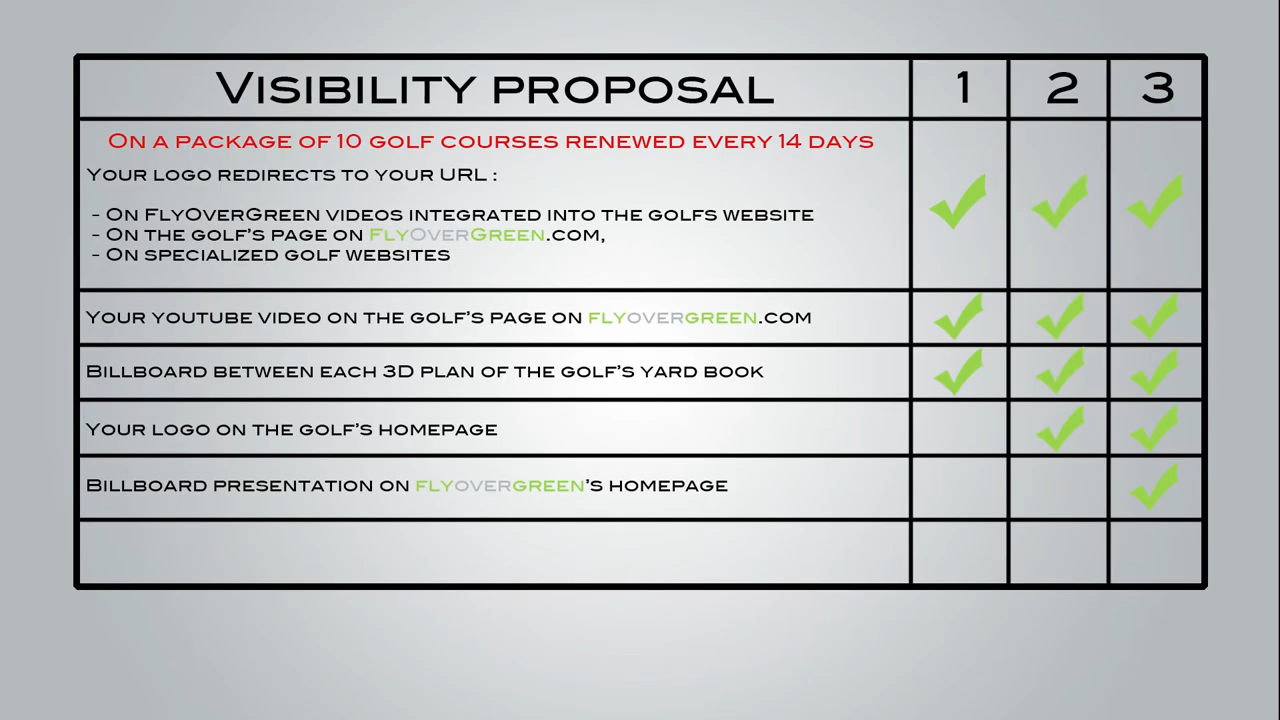 Visibility proposal 1 2 3
On a package of 10 golf courses renewed every 14 days
Your logo redirects to your URL :
- On FlyOverGreen videos integrated into the golfs website
- On the golf's page on FlyOverGreen.com,
- On specialized golf websites
Your youtube video on the golf's page on flyovergreen.com
Billboard between each 3D plan of the golf's yard book
Your logo on the golf's homepage
Billboard presentation on flyovergreen's homepage